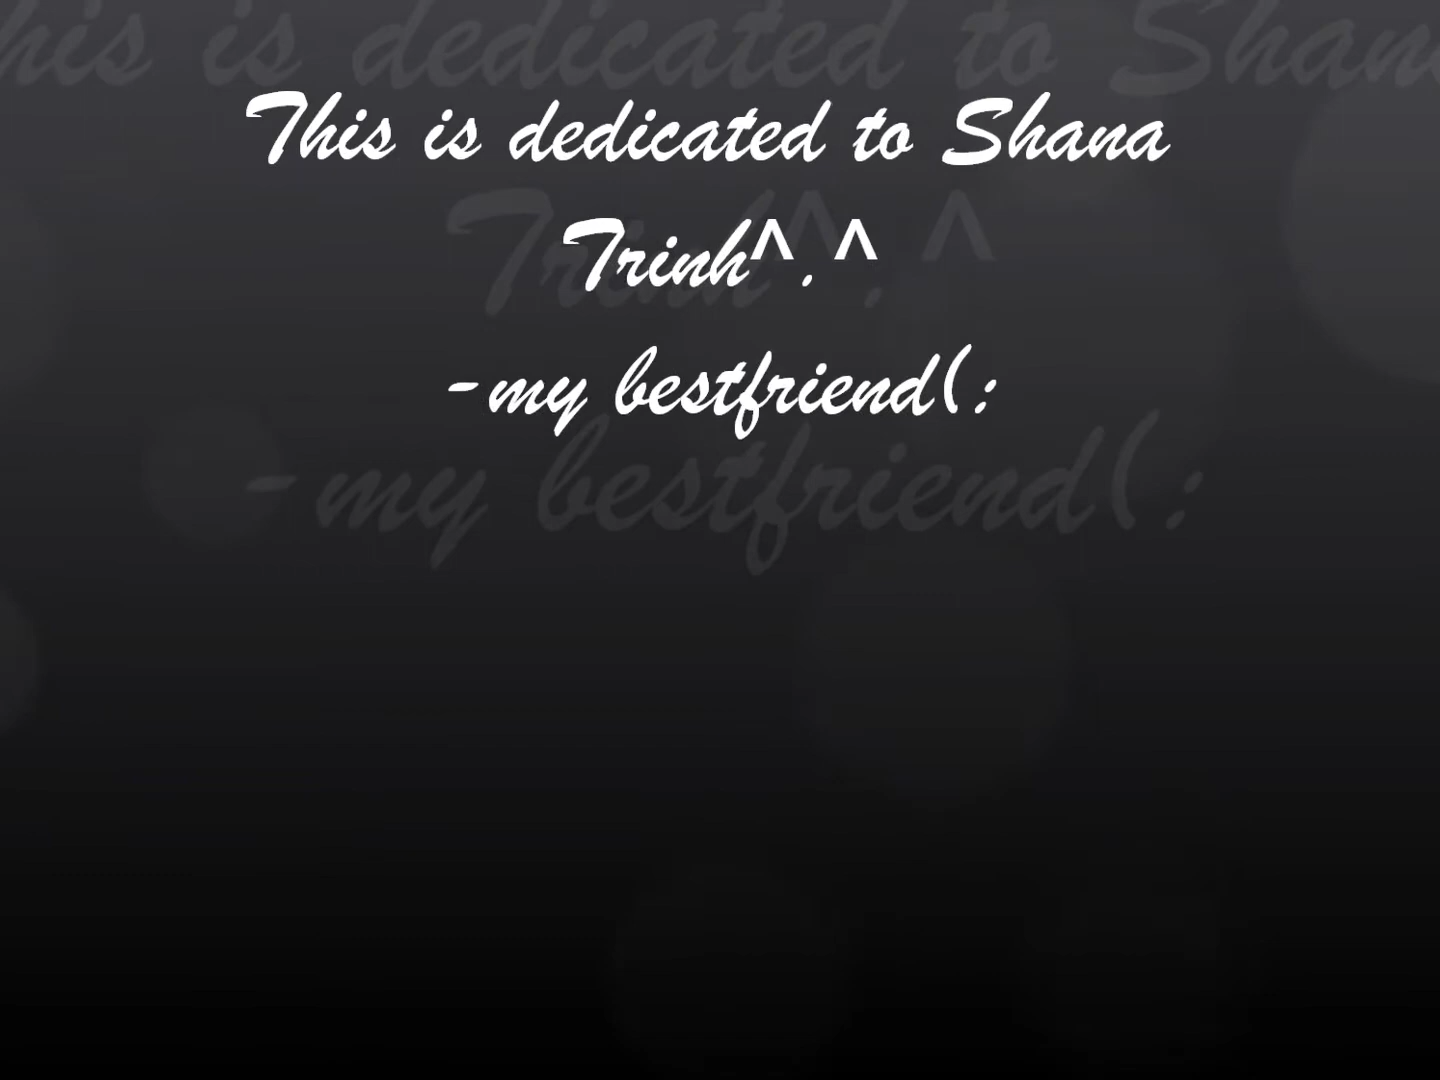 This is dedicated to Shana
Trinh^.^
-my bestfriend(: